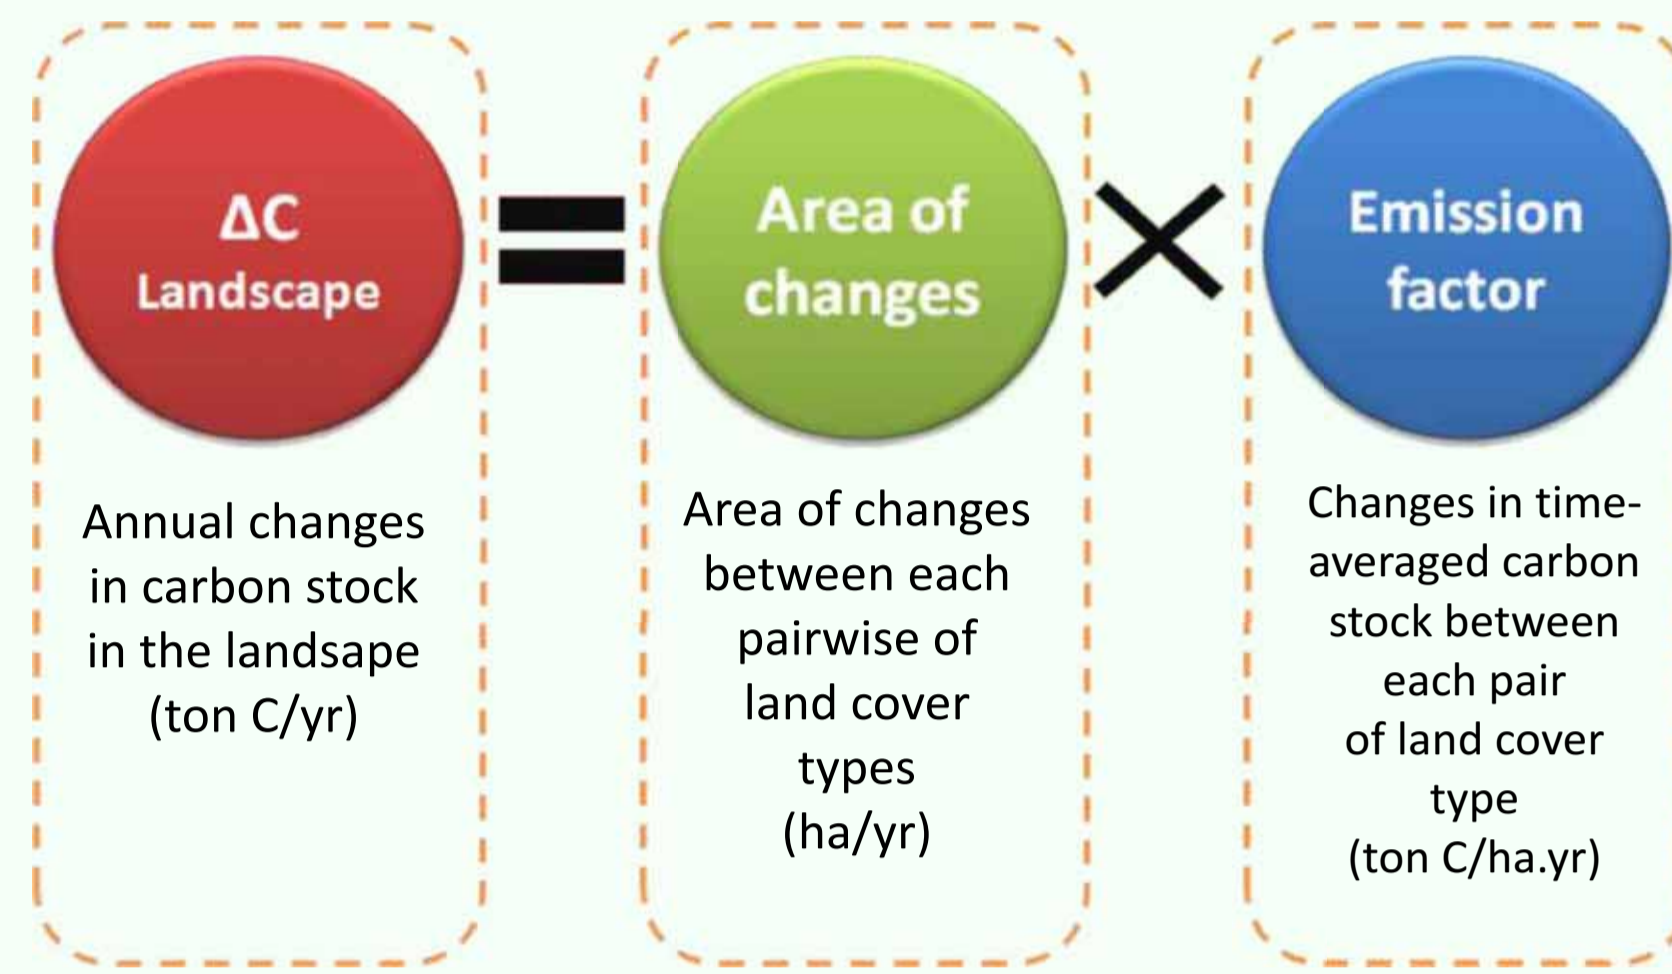 ΔC
Landscape
Annual changes
in carbon stock
in the landsape
(ton C/yr)
=
Area of
changes
Area of changes
between each
pairwise of
land cover
types
(ha/yr)
×
Emission
factor
Changes in time-
averaged carbon
stock between
each pair
of land cover
type
(ton C/ha.yr)